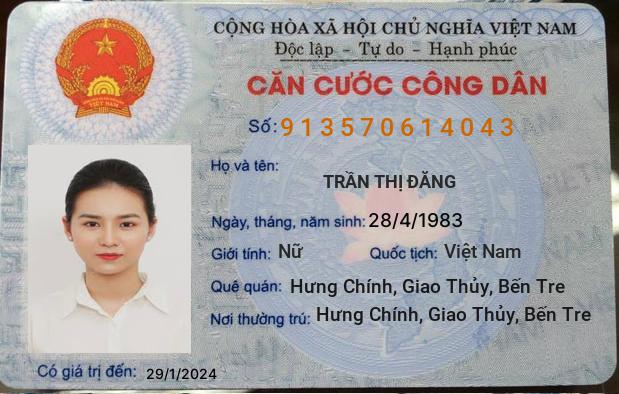 CỘNG HÒA XÃ HỘI CHỦ NGHĨA VIỆT NAM
Độc lập - Tự do - Hạnh phúc
CĂN CƯỚC CÔNG DÂN
Số: 913570614043
Họ và tên:
TRẦN THỊ ĐĂNG
Ngày, tháng, năm sinh: 28/4/1983
Giới tính: Nữ Quốc tịch: Việt Nam
Quê quán: Hưng Chính, Giao Thủy, Bến Tre
Nơi thường trú: Hưng Chính, Giao Thủy, Bến Tre
Có giá trị đến: 29/1/2024
VIỆT NAM